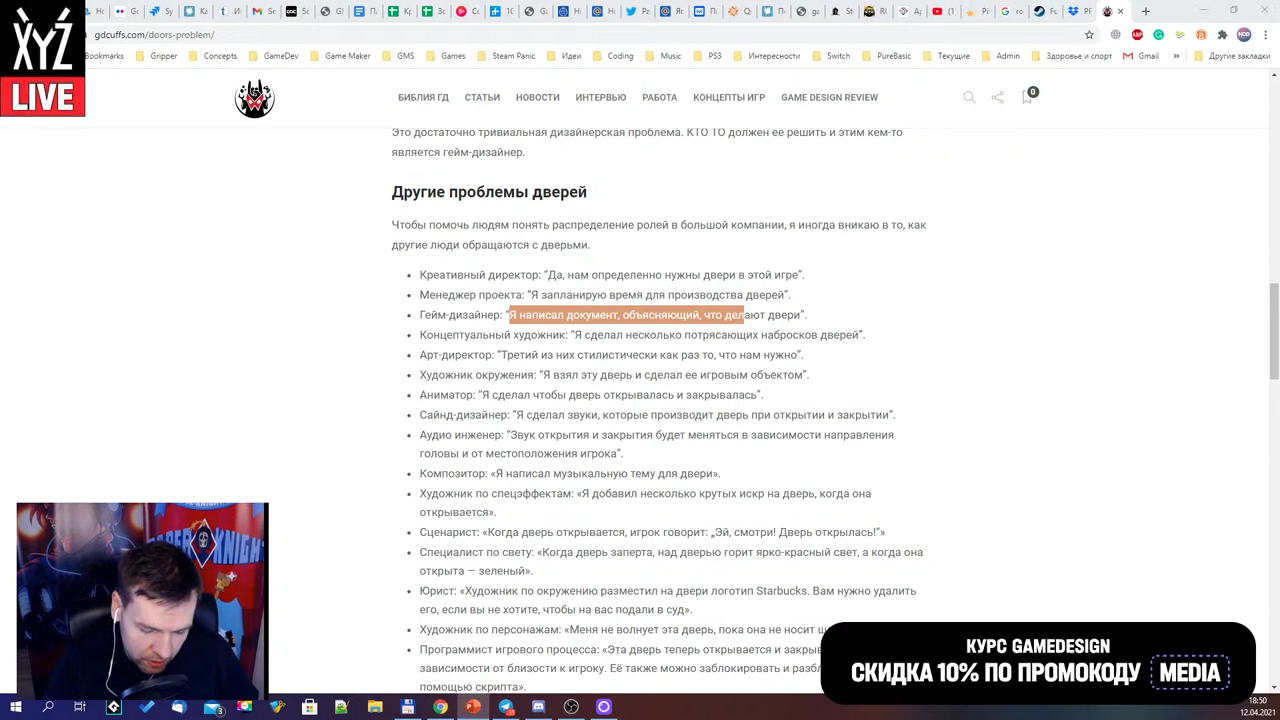 XYZ
LIVE
gdcuffs.com/doors-problem/
Bookmarks Gripper Concepts GameDev Game Maker GMS Games Steam Panic Идеи Coding Music PS3 Интересности Switch PureBasic Текущие Admin Здоровье и спорт Gmail » Другие закладки
БИБЛИЯ ГД СТАТЬИ НОВОСТИ ИНТЕРВЬЮ РАБОТА КОНЦЕПТЫ ИГР GAME DESIGN REVIEW 0
Это достаточно тривиальная дизайнерская проблема. КТО ТО должен ее решить и этим кем-то
является гейм-дизайнер.
Другие проблемы дверей
Чтобы помочь людям понять распределение ролей в большой компании, я иногда вникаю в то, как
другие люди обращаются с дверьми.
• Креативный директор: “Да, нам определенно нужны двери в этой игре”.
• Менеджер проекта: “Я запланирую время для производства дверей”.
• Гейм-дизайнер: “Я написал документ, объясняющий, что делают двери”.
• Концептуальный художник: “Я сделал несколько потрясающих набросков дверей”.
• Арт-директор: “Третий из них стилистически как раз то, что нам нужно”.
• Художник окружения: “Я взял эту дверь и сделал ее игровым объектом”.
• Аниматор: “Я сделал чтобы дверь открывалась и закрывалась”.
• Сайнд-дизайнер: “Я сделал звуки, которые производит дверь при открытии и закрытии”.
• Аудио инженер: “Звук открытия и закрытия будет меняться в зависимости направления
головы и от местоположения игрока”.
• Композитор: «Я написал музыкальную тему для двери».
• Художник по спецэффектам: «Я добавил несколько крутых искр на дверь, когда она
открывается».
• Сценарист: «Когда дверь открывается, игрок говорит: „Эй, смотри! Дверь открылась!“»
• Специалист по свету: «Когда дверь заперта, над дверью горит ярко-красный свет, а когда она
открыта — зеленый».
• Юрист: «Художник по окружению разместил на двери логотип Starbucks. Вам нужно удалить
его, если вы не хотите, чтобы на вас подали в суд».
• Художник по персонажам: «Меня не волнует эта дверь, пока она не носит
• Программист игрового процесса: «Эта дверь теперь открывается и
зависимости от близости к игроку. Её также можно заблокировать и
помощью скрипта».
КУРС GAMEDESIGN
СКИДКА 10% ПО ПРОМОКОДУ MEDIA
18:50
12.04.2021